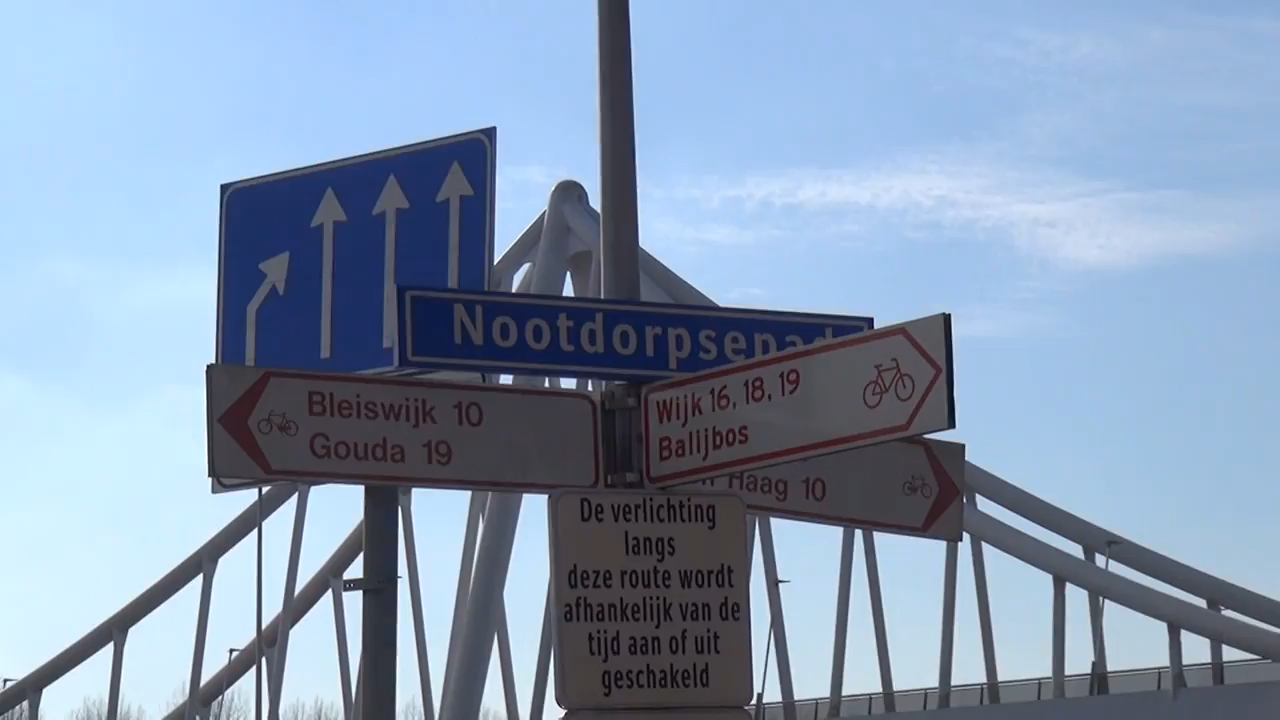 Nootdorpsepad
Bleiswijk 10
Gouda 19
Wijk 16, 18, 19
Balijbos
Haag 10
De verlichting
langs
deze route wordt
afhankelijk van de
tijd aan of uit
geschakeld